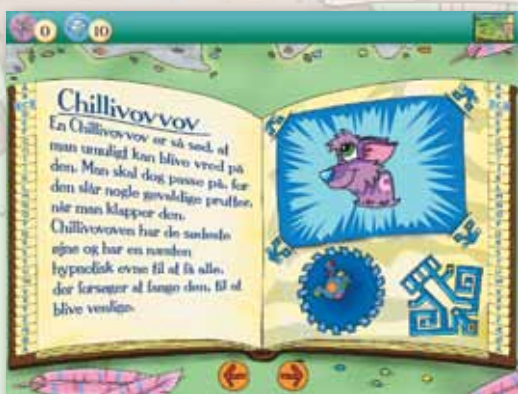 0 10
Chillivovvov
En Chillivovvov er så sød, at
man umuligt kan blive vred på
den. Man skal dog passe på, for
den slår nogle gevaldige prutter,
når man klapper den.
Chillivovoven har de sødeste
øjne og har en næsten
hypnotisk evne til at få alle,
der forsøger at fange den, til at
blive venlige.